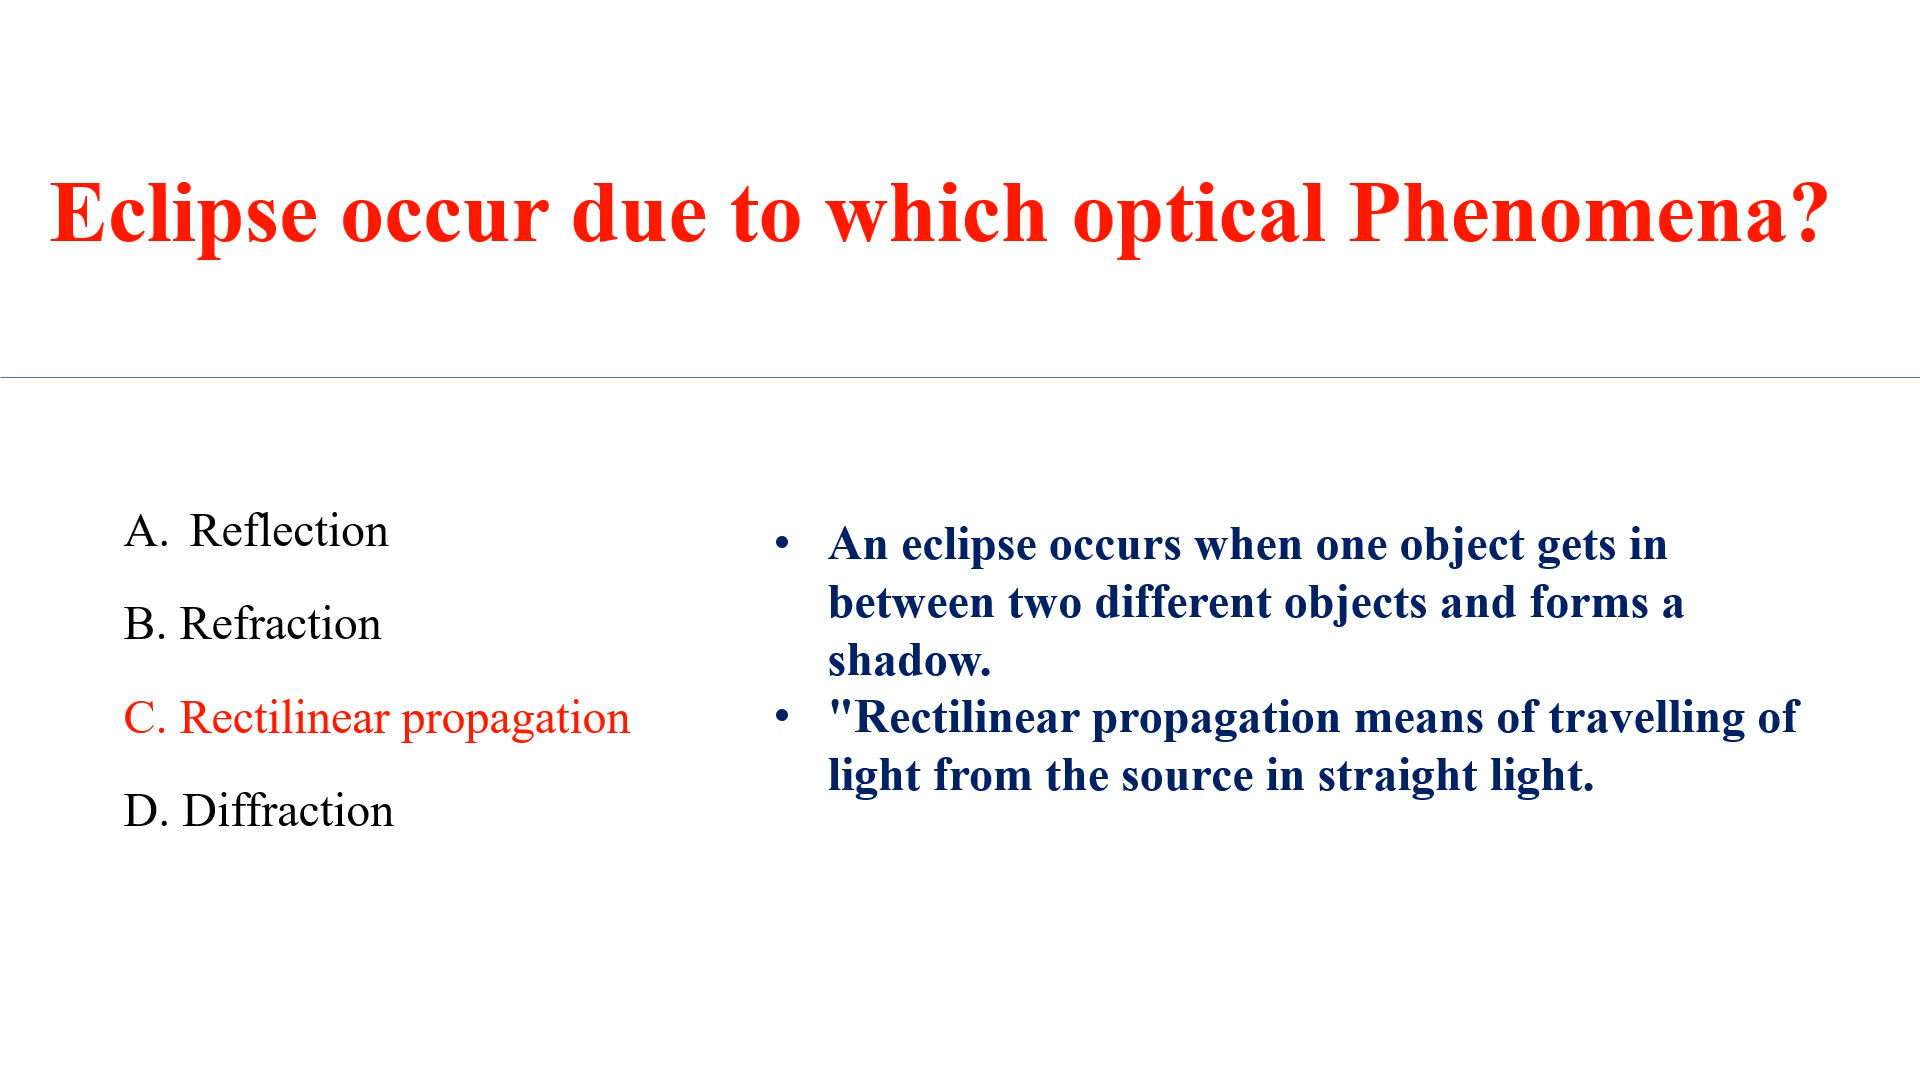 Eclipse occur due to which optical Phenomena?
A. Reflection
B. Refraction
C. Rectilinear propagation
D. Diffraction
• An eclipse occurs when one object gets in
between two different objects and forms a
shadow.
• "Rectilinear propagation means of travelling of
light from the source in straight light.